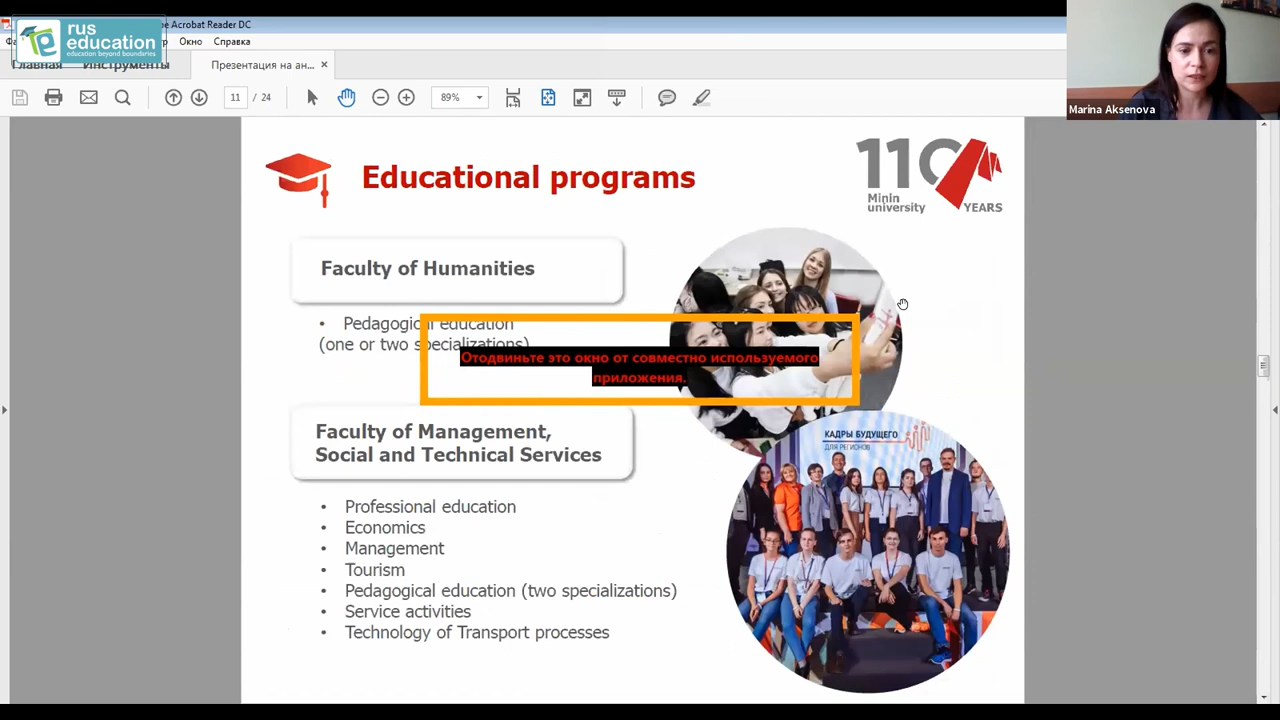 rus
education
education beyond boundaries
pe Acrobat Reader DC
Окно Справка
Главная Инструменты Презентация на ан... ×
11 / 24 89%
Marina Aksenova
Educational programs
110
Minin
university YEARS
Faculty of Humanities
• Pedagogical education
(one or two specializations)
Отодвиньте это окно от совместно используемого
приложения.
Faculty of Management,
Social and Technical Services
КАДРЫ БУДУЩЕГО
ДЛЯ РЕГИОНОВ
• Professional education
• Economics
• Management
• Tourism
• Pedagogical education (two specializations)
• Service activities
• Technology of Transport processes